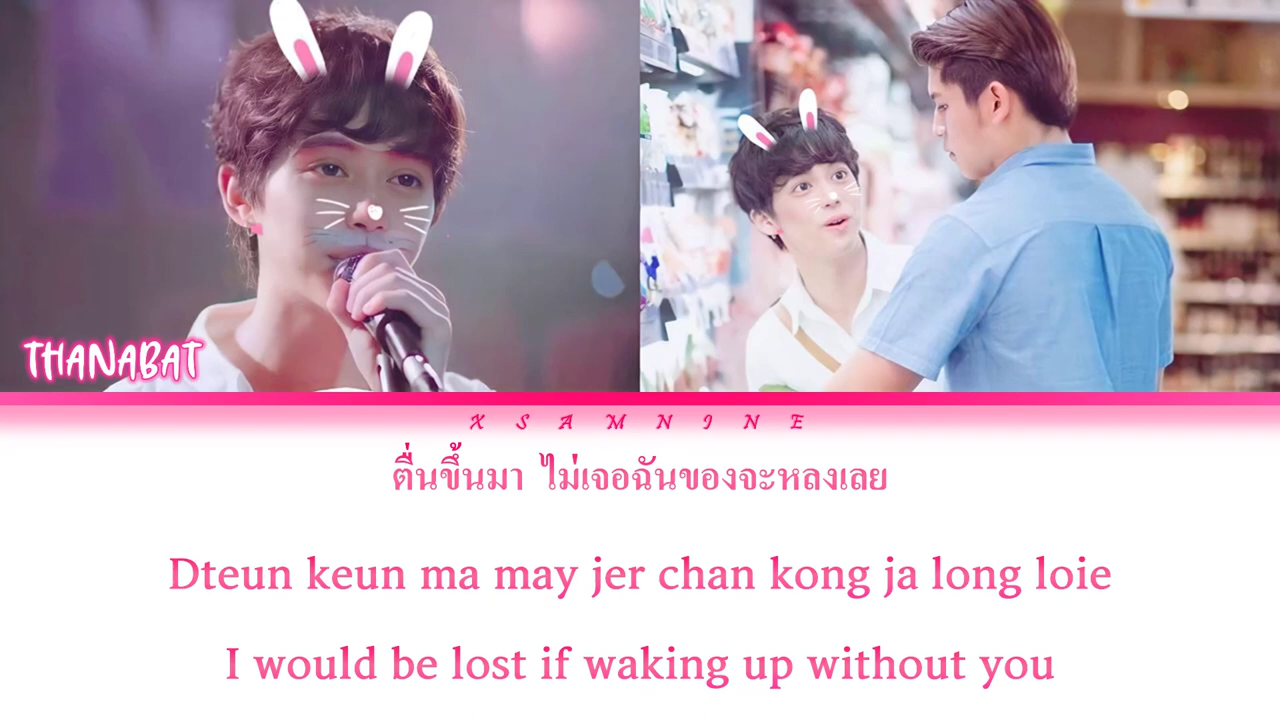 THANABAT
XSAMNINE
ตื่นขึ้นมา ไม่เจอฉันของจะหลงเลย
Dteun keun ma may jer chan kong ja long loie
I would be lost if waking up without you